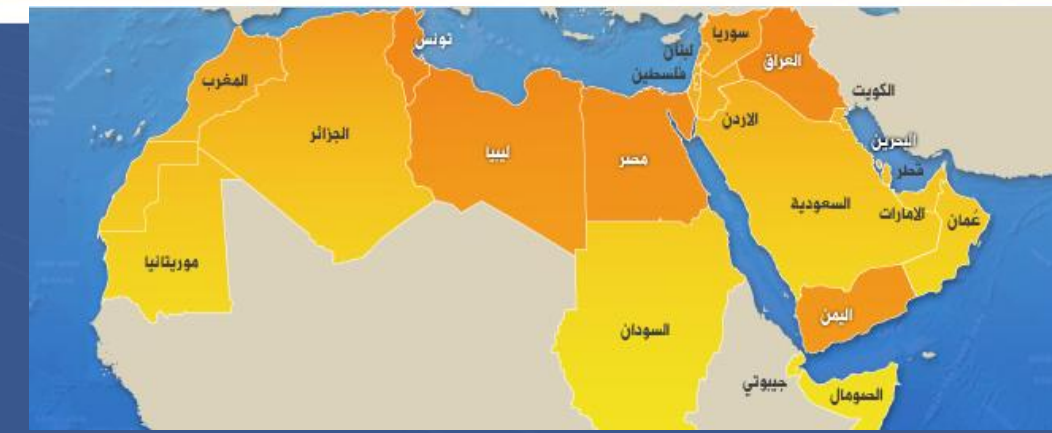 سوريا
تونس
لبنان
العراق
فلسطين
المغرب
الكويت
الاردن
الجزائر
البحرين
ليبيا
مصر
قطر
السعودية
الامارات
عُمان
موريتانيا
اليمن
السودان
جيبوتي
الصومال